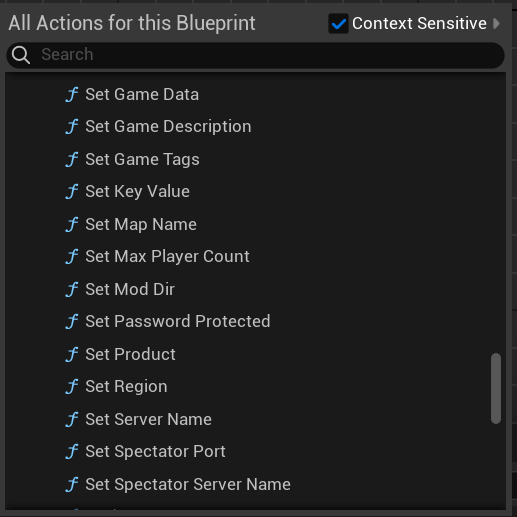 All Actions for this Blueprint
Context Sensitive
Search
f Set Game Data
f Set Game Description
f Set Game Tags
f Set Key Value
f Set Map Name
f Set Max Player Count
f Set Mod Dir
f Set Password Protected
f Set Product
f Set Region
f Set Server Name
f Set Spectator Port
f Set Spectator Server Name